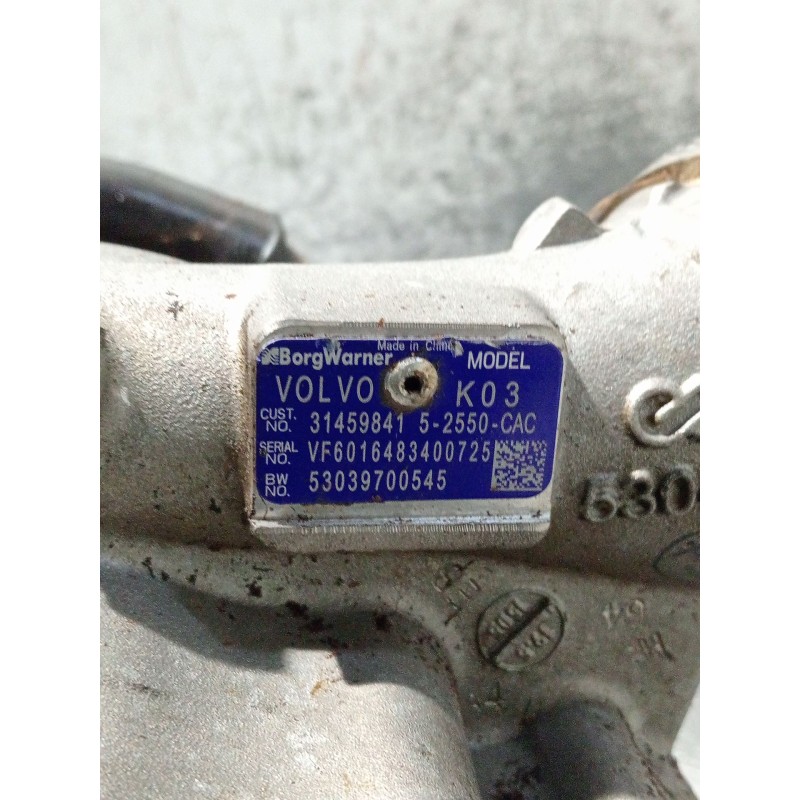 Made in China
BorgWarner MODEL
VOLVO K03
CUST. NO. 31459841 5-2550-CAC
SERIAL NO. VF6016483400725
BW NO. 53039700545
530